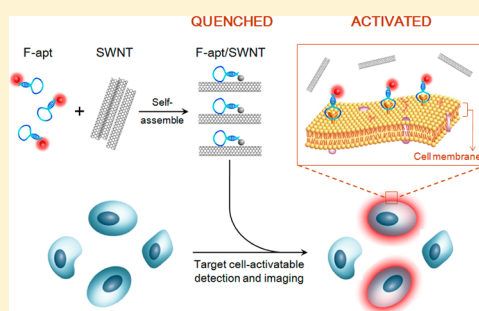 QUENCHED
ACTIVATED
F-apt
SWNT
F-apt/SWNT
+
Self-
assemble
Cell membrane
Target cell-activatable
detection and imaging